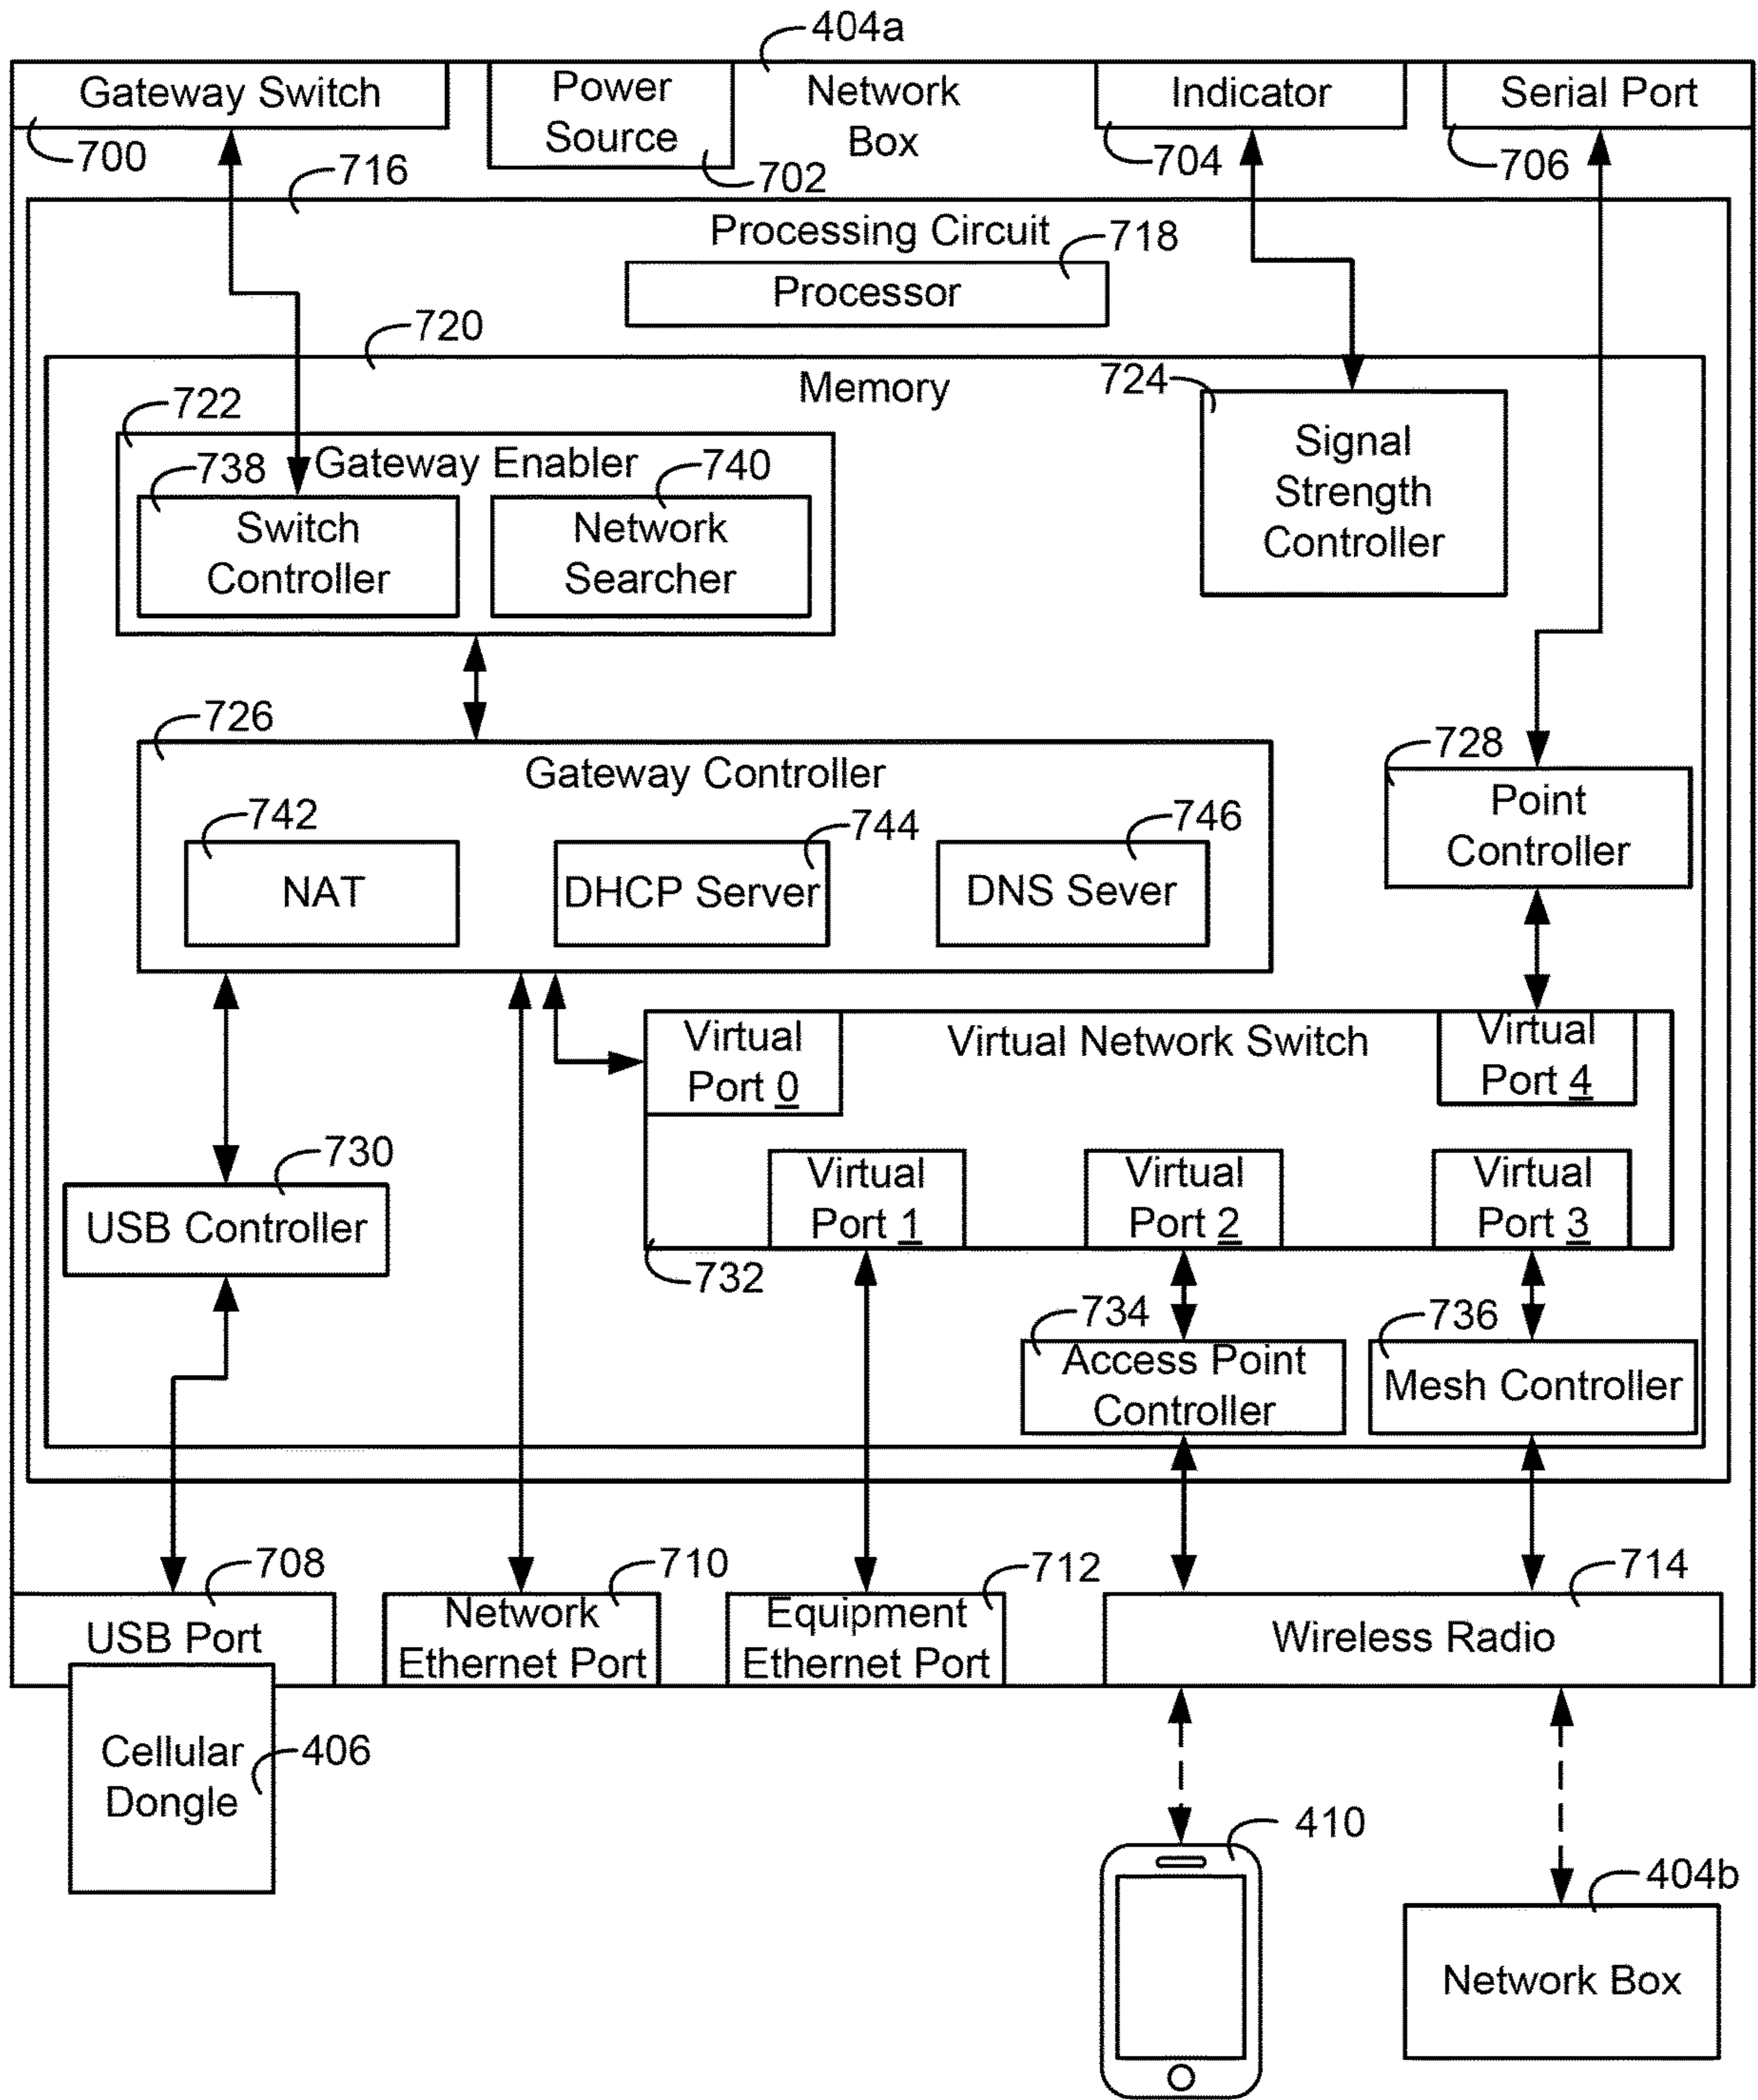 404a
Gateway Switch
Power
Source
Network
Box
Indicator
Serial Port
700
702
704
706
716
Processing Circuit
718
Processor
720
Memory
722
Gateway Enabler
738
Switch
Controller
740
Network
Searcher
724
Signal
Strength
Controller
726
Gateway Controller
742
NAT
744
DHCP Server
746
DNS Sever
728
Point
Controller
Virtual
Port 0
Virtual Network Switch
Virtual
Port 4
Virtual
Port 1
Virtual
Port 2
Virtual
Port 3
730
USB Controller
732
734
Access Point
Controller
736
Mesh Controller
708
USB Port
710
Network
Ethernet Port
712
Equipment
Ethernet Port
714
Wireless Radio
Cellular
Dongle
406
410
404b
Network Box